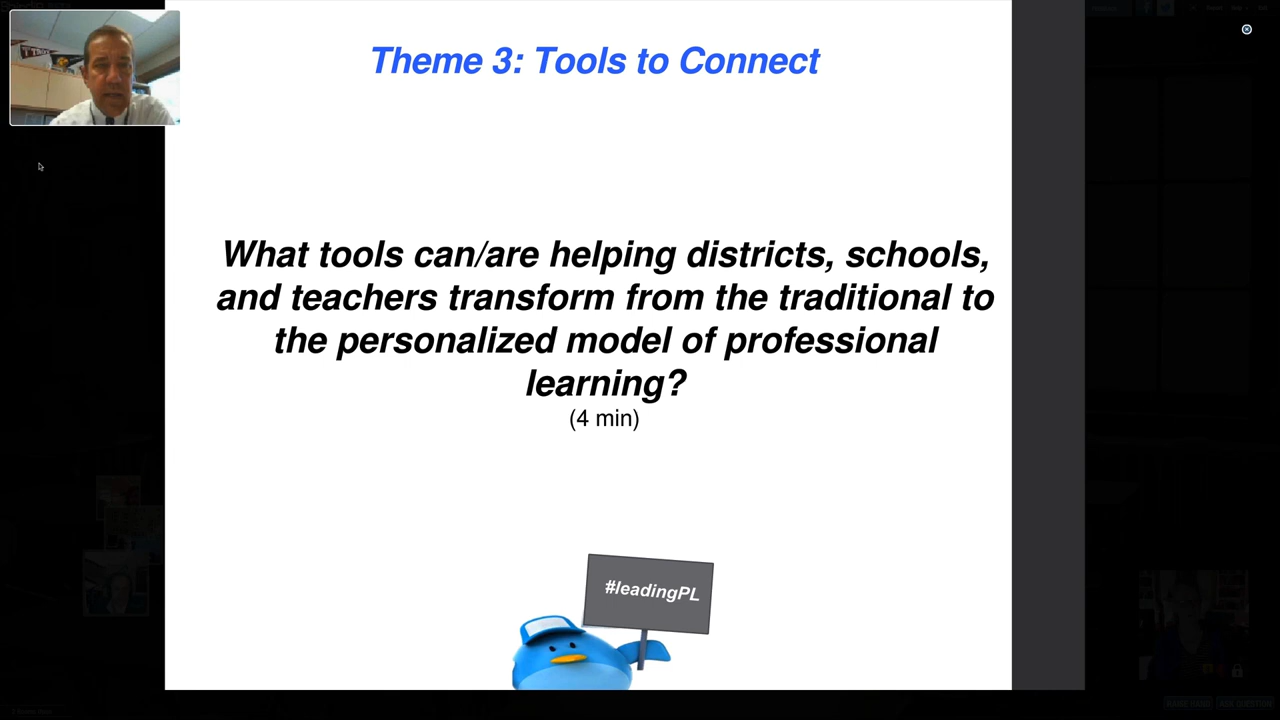 Theme 3: Tools to Connect
What tools can/are helping districts, schools,
and teachers transform from the traditional to
the personalized model of professional
learning?
(4 min)
#leadingPL